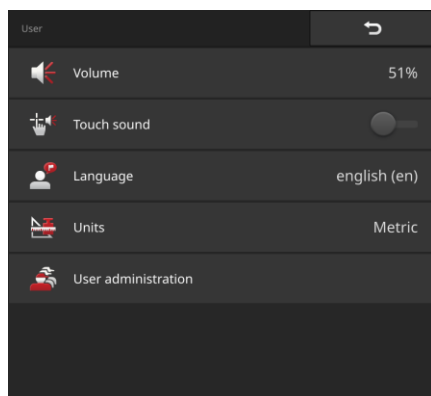 User
Volume
51%
Touch sound
Language
english (en)
Units
Metric
User administration